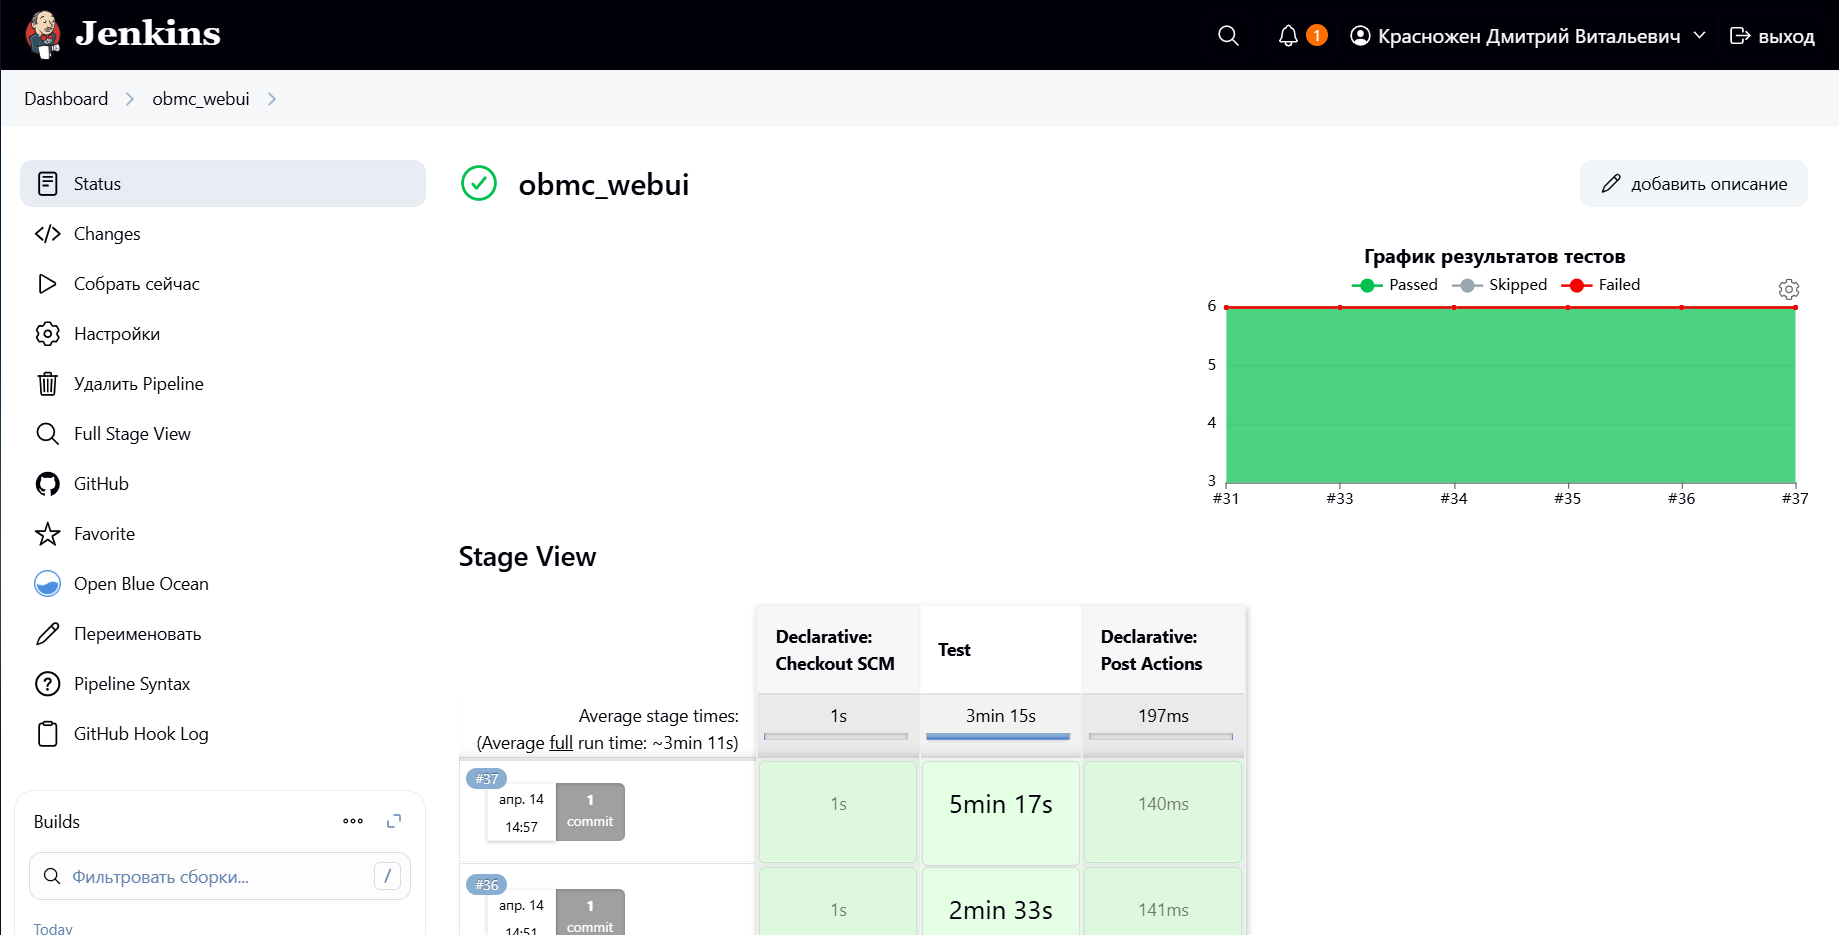 Jenkins
1
Красножен Дмитрий Витальевич
выход
Dashboard
obmc_webui
Status
Changes
Собрать сейчас
Настройки
Удалить Pipeline
Full Stage View
GitHub
Favorite
Open Blue Ocean
Переименовать
Pipeline Syntax
GitHub Hook Log
Builds
Фильтровать сборки...
/
Today
obmc_webui
добавить описание
График результатов тестов
Passed
Skipped
Failed
6
5
4
3
#31
#33
#34
#35
#36
#37
Stage View
Declarative:
Checkout SCM
Test
Declarative:
Post Actions
Average stage times:
(Average full run time: ~3min 11s)
1s
3min 15s
197ms
#37
апр. 14
14:57
1
commit
1s
5min 17s
140ms
#36
апр. 14
14:51
1
commit
1s
2min 33s
141ms